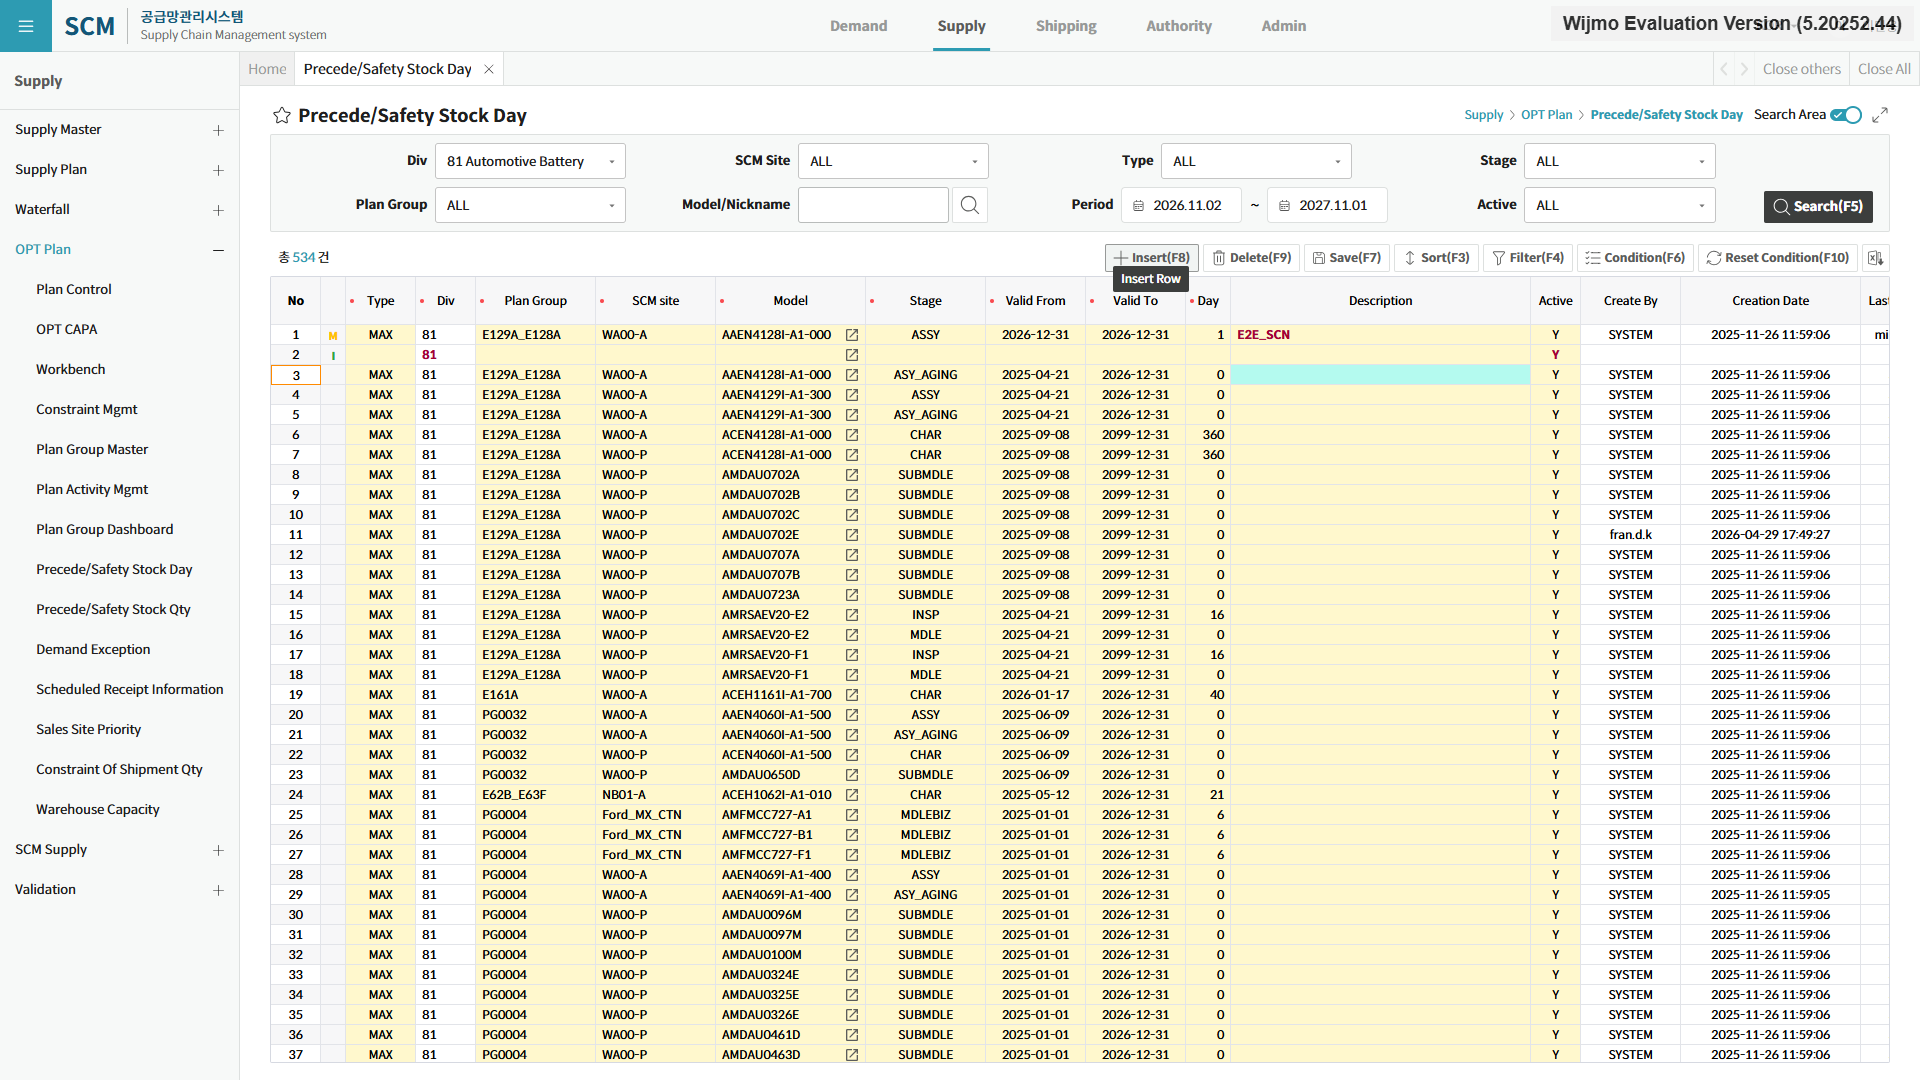 SCM 공급망관리시스템
Supply Chain Management system
Demand Supply Shipping Authority Admin
Wijmo Evaluation Version (5.20252.44)
Supply
Home Precede/Safety Stock Day
Close others Close All
Supply Master
Supply Plan
Waterfall
OPT Plan
Plan Control
OPT CAPA
Workbench
Constraint Mgmt
Plan Group Master
Plan Activity Mgmt
Plan Group Dashboard
Precede/Safety Stock Day
Precede/Safety Stock Qty
Demand Exception
Scheduled Receipt Information
Sales Site Priority
Constraint Of Shipment Qty
Warehouse Capacity
SCM Supply
Validation
Precede/Safety Stock Day
Supply > OPT Plan > Precede/Safety Stock Day Search Area
Div 81 Automotive Battery SCM Site ALL Type ALL Stage ALL
Plan Group ALL Model/Nickname Period 2026.11.02 ~ 2027.11.01 Active ALL Search(F5)
총 534 건
Insert(F8) Delete(F9) Save(F7) Sort(F3) Filter(F4) Condition(F6) Reset Condition(F10)
Insert Row
No Type Div Plan Group SCM site Model Stage Valid From Valid To Day Description Active Create By Creation Date Las
1 M MAX 81 E129A_E128A WA00-A AAEN4128I-A1-000 ASSY 2026-12-31 2026-12-31 1 E2E_SCN Y SYSTEM 2025-11-26 11:59:06 mi
2 I 81 Y
3 MAX 81 E129A_E128A WA00-A AAEN4128I-A1-000 ASY_AGING 2025-04-21 2026-12-31 0 Y SYSTEM 2025-11-26 11:59:06
4 MAX 81 E129A_E128A WA00-A AAEN4129I-A1-300 ASSY 2025-04-21 2026-12-31 0 Y SYSTEM 2025-11-26 11:59:06
5 MAX 81 E129A_E128A WA00-A AAEN4129I-A1-300 ASY_AGING 2025-04-21 2026-12-31 0 Y SYSTEM 2025-11-26 11:59:06
6 MAX 81 E129A_E128A WA00-A ACEN4128I-A1-000 CHAR 2025-09-08 2099-12-31 360 Y SYSTEM 2025-11-26 11:59:06
7 MAX 81 E129A_E128A WA00-P ACEN4128I-A1-000 CHAR 2025-09-08 2099-12-31 360 Y SYSTEM 2025-11-26 11:59:06
8 MAX 81 E129A_E128A WA00-P AMDAU0702A SUBMDLE 2025-09-08 2099-12-31 0 Y SYSTEM 2025-11-26 11:59:06
9 MAX 81 E129A_E128A WA00-P AMDAU0702B SUBMDLE 2025-09-08 2099-12-31 0 Y SYSTEM 2025-11-26 11:59:06
10 MAX 81 E129A_E128A WA00-P AMDAU0702C SUBMDLE 2025-09-08 2099-12-31 0 Y SYSTEM 2025-11-26 11:59:06
11 MAX 81 E129A_E128A WA00-P AMDAU0702E SUBMDLE 2025-09-08 2099-12-31 0 Y fran.d.k 2026-04-29 17:49:27
12 MAX 81 E129A_E128A WA00-P AMDAU0707A SUBMDLE 2025-09-08 2099-12-31 0 Y SYSTEM 2025-11-26 11:59:06
13 MAX 81 E129A_E128A WA00-P AMDAU0707B SUBMDLE 2025-09-08 2099-12-31 0 Y SYSTEM 2025-11-26 11:59:06
14 MAX 81 E129A_E128A WA00-P AMDAU0723A SUBMDLE 2025-09-08 2099-12-31 0 Y SYSTEM 2025-11-26 11:59:06
15 MAX 81 E129A_E128A WA00-P AMRSAEV20-E2 INSP 2025-04-21 2099-12-31 16 Y SYSTEM 2025-11-26 11:59:06
16 MAX 81 E129A_E128A WA00-P AMRSAEV20-E2 MDLE 2025-04-21 2099-12-31 0 Y SYSTEM 2025-11-26 11:59:06
17 MAX 81 E129A_E128A WA00-P AMRSAEV20-F1 INSP 2025-04-21 2099-12-31 16 Y SYSTEM 2025-11-26 11:59:06
18 MAX 81 E129A_E128A WA00-P AMRSAEV20-F1 MDLE 2025-04-21 2099-12-31 0 Y SYSTEM 2025-11-26 11:59:06
19 MAX 81 E161A WA00-A ACEH1161I-A1-700 CHAR 2026-01-17 2026-12-31 40 Y SYSTEM 2025-11-26 11:59:06
20 MAX 81 PG0032 WA00-A AAEN4060I-A1-500 ASSY 2025-06-09 2026-12-31 0 Y SYSTEM 2025-11-26 11:59:06
21 MAX 81 PG0032 WA00-A AAEN4060I-A1-500 ASY_AGING 2025-06-09 2026-12-31 0 Y SYSTEM 2025-11-26 11:59:06
22 MAX 81 PG0032 WA00-P ACEN4060I-A1-500 CHAR 2025-06-09 2026-12-31 0 Y SYSTEM 2025-11-26 11:59:06
23 MAX 81 PG0032 WA00-P AMDAU0650D SUBMDLE 2025-06-09 2026-12-31 0 Y SYSTEM 2025-11-26 11:59:06
24 MAX 81 E62B_E63F NB01-A ACEH1062I-A1-010 CHAR 2025-05-12 2026-12-31 21 Y SYSTEM 2025-11-26 11:59:06
25 MAX 81 PG0004 Ford_MX_CTN AMFMCC727-A1 MDLEBIZ 2025-01-01 2026-12-31 6 Y SYSTEM 2025-11-26 11:59:06
26 MAX 81 PG0004 Ford_MX_CTN AMFMCC727-B1 MDLEBIZ 2025-01-01 2026-12-31 6 Y SYSTEM 2025-11-26 11:59:06
27 MAX 81 PG0004 Ford_MX_CTN AMFMCC727-F1 MDLEBIZ 2025-01-01 2026-12-31 6 Y SYSTEM 2025-11-26 11:59:06
28 MAX 81 PG0004 WA00-A AAEN4069I-A1-400 ASSY 2025-01-01 2026-12-31 0 Y SYSTEM 2025-11-26 11:59:06
29 MAX 81 PG0004 WA00-A AAEN4069I-A1-400 ASY_AGING 2025-01-01 2026-12-31 0 Y SYSTEM 2025-11-26 11:59:05
30 MAX 81 PG0004 WA00-P AMDAU0096M SUBMDLE 2025-01-01 2026-12-31 0 Y SYSTEM 2025-11-26 11:59:06
31 MAX 81 PG0004 WA00-P AMDAU0097M SUBMDLE 2025-01-01 2026-12-31 0 Y SYSTEM 2025-11-26 11:59:06
32 MAX 81 PG0004 WA00-P AMDAU0100M SUBMDLE 2025-01-01 2026-12-31 0 Y SYSTEM 2025-11-26 11:59:06
33 MAX 81 PG0004 WA00-P AMDAU0324E SUBMDLE 2025-01-01 2026-12-31 0 Y SYSTEM 2025-11-26 11:59:06
34 MAX 81 PG0004 WA00-P AMDAU0325E SUBMDLE 2025-01-01 2026-12-31 0 Y SYSTEM 2025-11-26 11:59:06
35 MAX 81 PG0004 WA00-P AMDAU0326E SUBMDLE 2025-01-01 2026-12-31 0 Y SYSTEM 2025-11-26 11:59:06
36 MAX 81 PG0004 WA00-P AMDAU0461D SUBMDLE 2025-01-01 2026-12-31 0 Y SYSTEM 2025-11-26 11:59:06
37 MAX 81 PG0004 WA00-P AMDAU0463D SUBMDLE 2025-01-01 2026-12-31 0 Y SYSTEM 2025-11-26 11:59:06